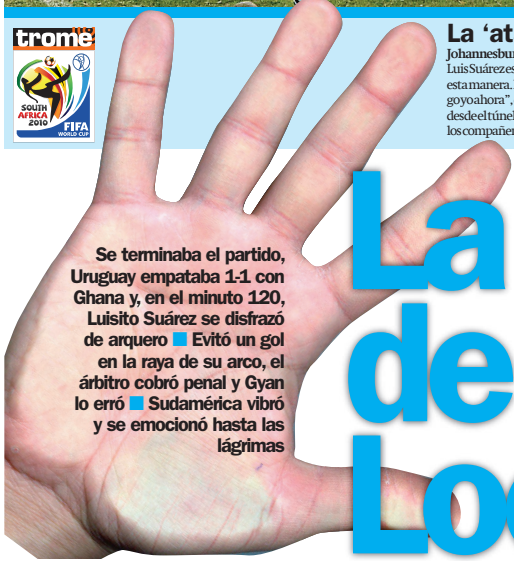 trome
SOUTH
AFRICA
2010
FIFA
WORLD CUP
La ‘at
Johannesbur
Luis Suárez es
esta manera.
goyo ahora”,
desde el túnel
los compañer
La
de
Lo
Se terminaba el partido,
Uruguay empataba 1-1 con
Ghana y, en el minuto 120,
Luisito Suárez se disfrazó
de arquero ■ Evitó un gol
en la raya de su arco, el
árbitro cobró penal y Gyan
lo erró ■ Sudamérica vibró
y se emocionó hasta las
lágrimas